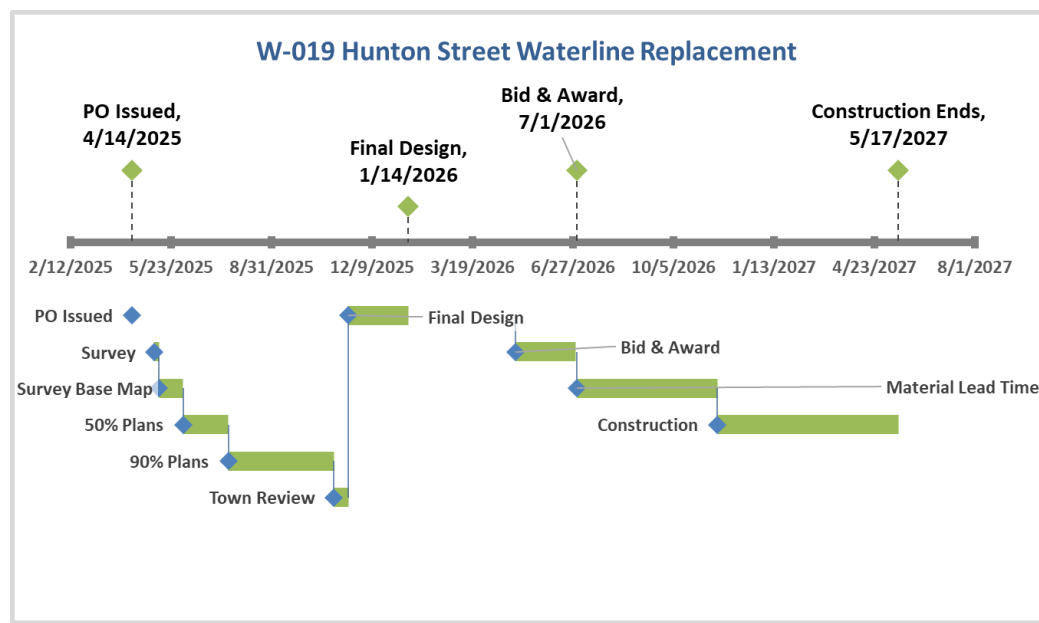 W-019 Hunton Street Waterline Replacement
PO Issued,
4/14/2025
Final Design,
1/14/2026
Bid & Award,
7/1/2026
Construction Ends,
5/17/2027
2/12/2025 5/23/2025 8/31/2025 12/9/2025 3/19/2026 6/27/2026 10/5/2026 1/13/2027 4/23/2027 8/1/2027
PO Issued
Final Design
Survey
Bid & Award
Survey Base Map
Material Lead Time
50% Plans
Construction
90% Plans
Town Review